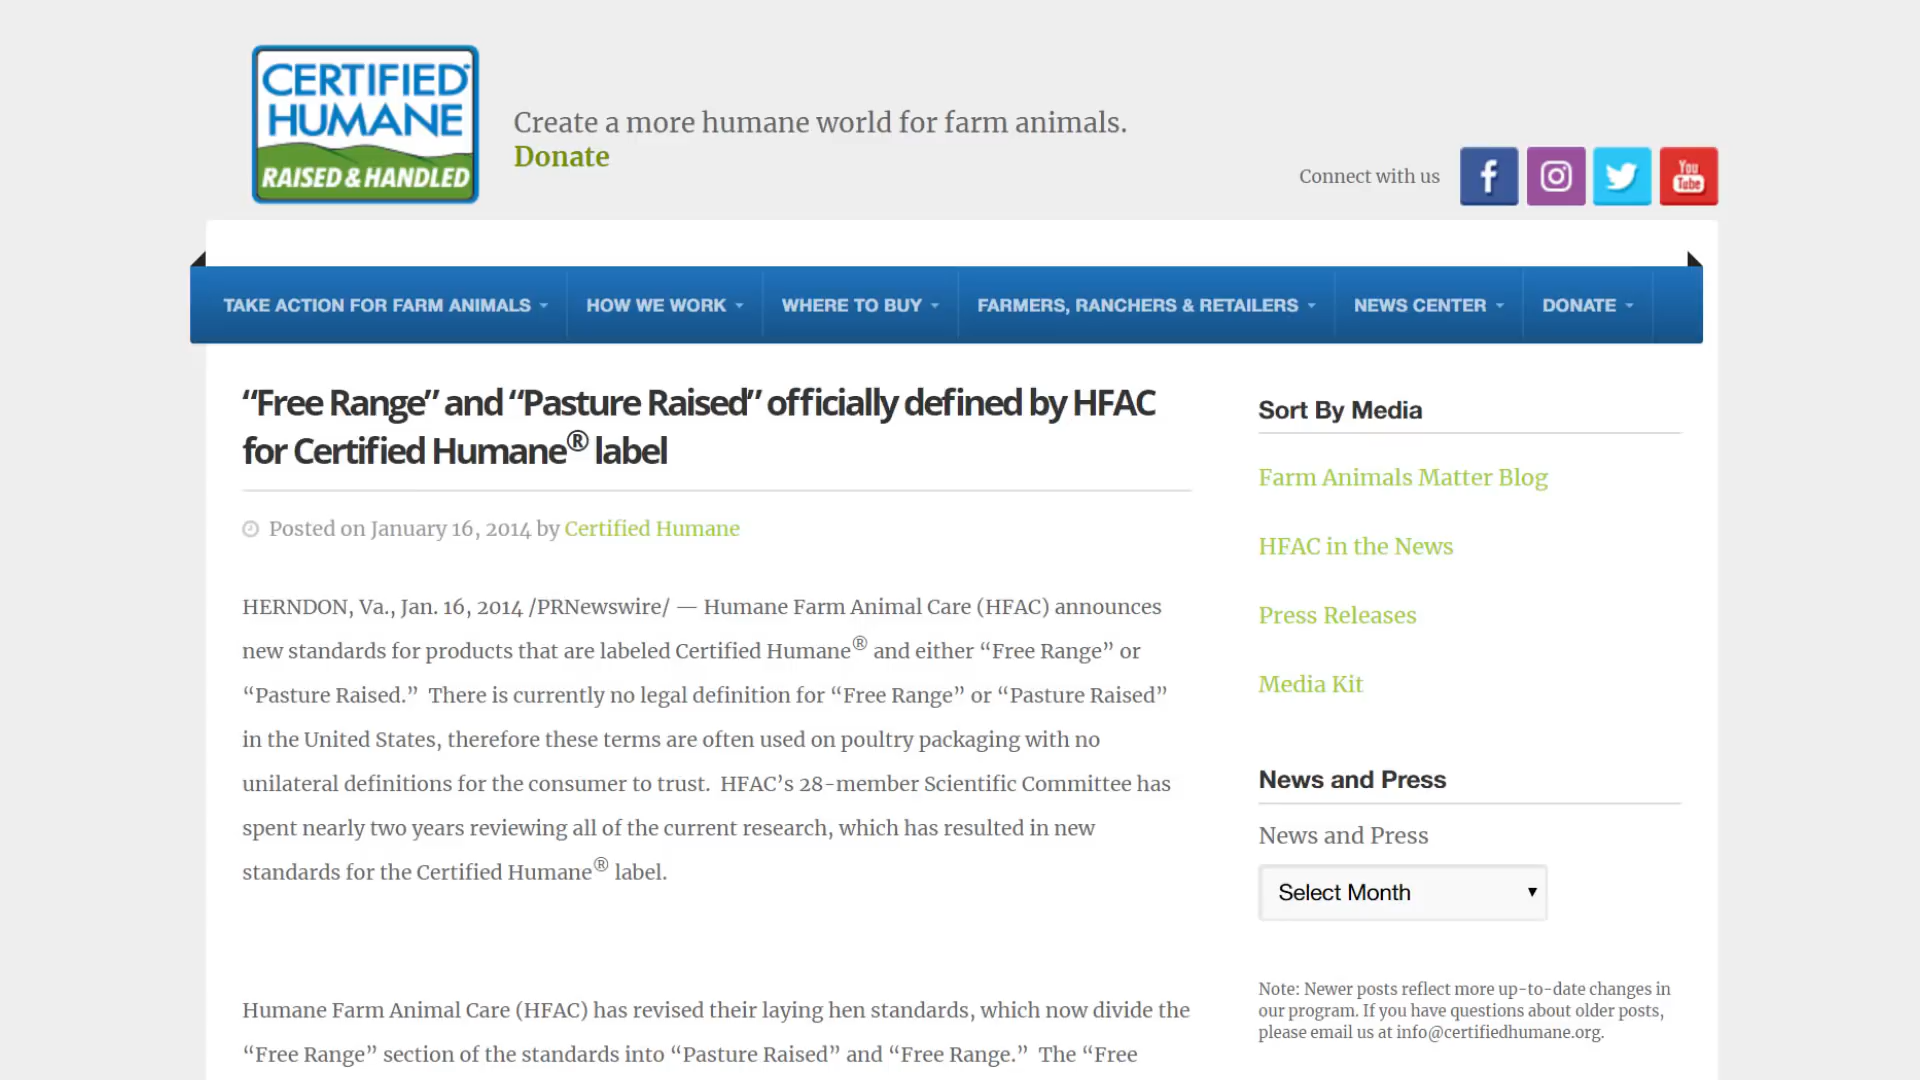 CERTIFIED
HUMANE
RAISED & HANDLED
Create a more humane world for farm animals.
Donate
Connect with us
You
Tube
TAKE ACTION FOR FARM ANIMALS
HOW WE WORK
WHERE TO BUY
FARMERS, RANCHERS & RETAILERS
NEWS CENTER
DONATE
“Free Range” and “Pasture Raised” officially defined by HFAC
for Certified Humane® label
Posted on January 16, 2014 by Certified Humane
HERNDON, Va., Jan. 16, 2014 /PRNewswire/ — Humane Farm Animal Care (HFAC) announces
new standards for products that are labeled Certified Humane® and either “Free Range” or
“Pasture Raised.”  There is currently no legal definition for “Free Range” or “Pasture Raised”
in the United States, therefore these terms are often used on poultry packaging with no
unilateral definitions for the consumer to trust.  HFAC’s 28-member Scientific Committee has
spent nearly two years reviewing all of the current research, which has resulted in new
standards for the Certified Humane® label.
Humane Farm Animal Care (HFAC) has revised their laying hen standards, which now divide the
“Free Range” section of the standards into “Pasture Raised” and “Free Range.”  The “Free
Sort By Media
Farm Animals Matter Blog
HFAC in the News
Press Releases
Media Kit
News and Press
News and Press
Select Month
Note: Newer posts reflect more up-to-date changes in
our program. If you have questions about older posts,
please email us at info@certifiedhumane.org.